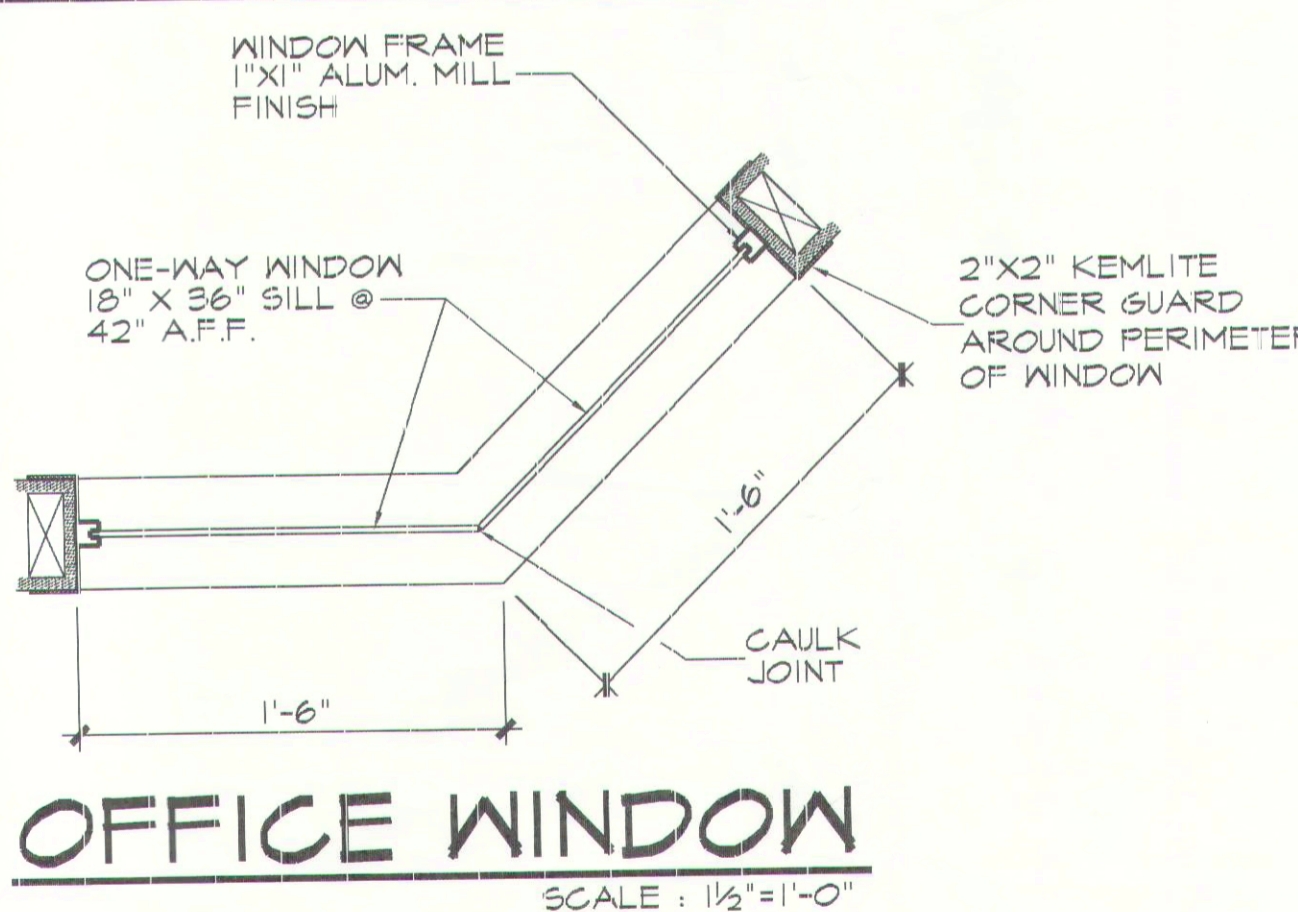 WINDOW FRAME
1"X1" ALUM. MILL
FINISH
ONE-WAY WINDOW
18" X 36" SILL @
42" A.F.F.
2"X2" KEMLITE
CORNER GUARD
AROUND PERIMETER
OF WINDOW
1'-6"
CAULK
JOINT
1'-6"
OFFICE WINDOW
SCALE : 1½"=1'-0"